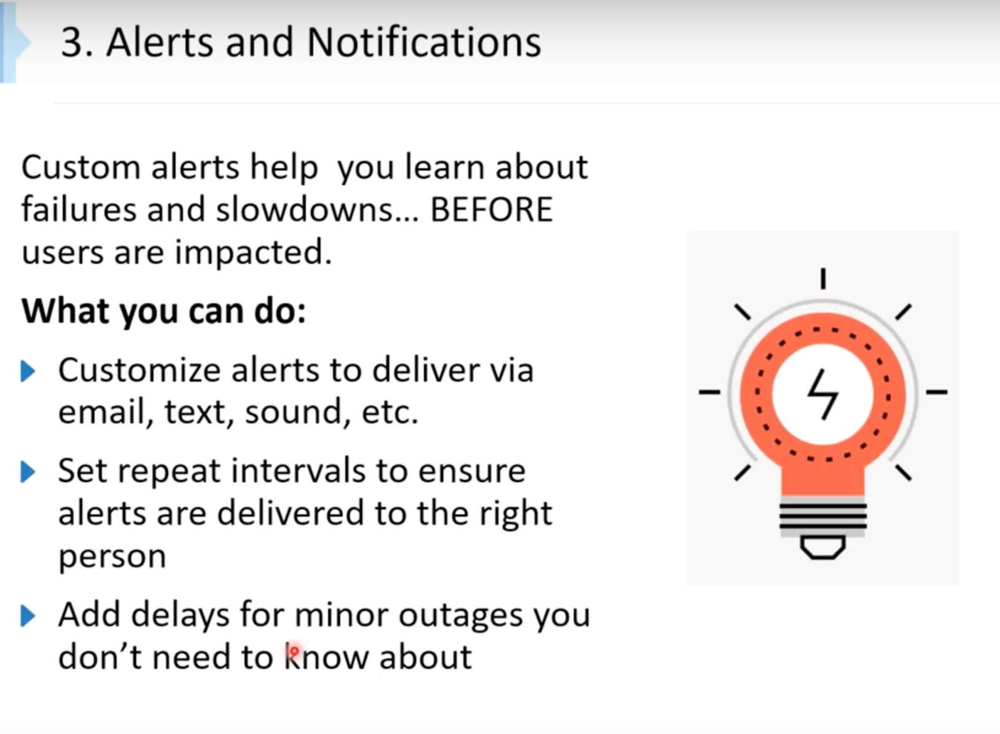 3. Alerts and Notifications
Custom alerts help  you learn about
failures and slowdowns... BEFORE
users are impacted.
What you can do:
Customize alerts to deliver via
email, text, sound, etc.
Set repeat intervals to ensure
alerts are delivered to the right
person
Add delays for minor outages you
don’t need to know about